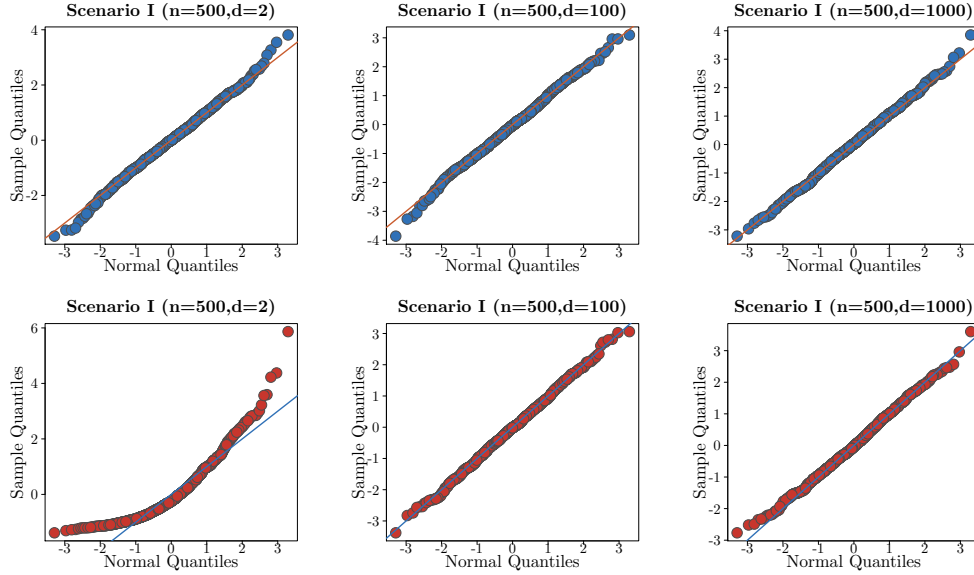 Scenario I (n=500,d=2)
4
2
0
-2
Sample Quantiles
-3 -2 -1 0 1 2 3
Normal Quantiles
Scenario I (n=500,d=100)
3
2
1
0
-1
-2
-3
-4
Sample Quantiles
-3 -2 -1 0 1 2 3
Normal Quantiles
Scenario I (n=500,d=1000)
4
3
2
1
0
-1
-2
-3
Sample Quantiles
-3 -2 -1 0 1 2 3
Normal Quantiles
Scenario I (n=500,d=2)
6
4
2
0
Sample Quantiles
-3 -2 -1 0 1 2 3
Normal Quantiles
Scenario I (n=500,d=100)
3
2
1
0
-1
-2
-3
Sample Quantiles
-3 -2 -1 0 1 2 3
Normal Quantiles
Scenario I (n=500,d=1000)
4
3
2
1
0
-1
-2
-3
Sample Quantiles
-3 -2 -1 0 1 2 3
Normal Quantiles